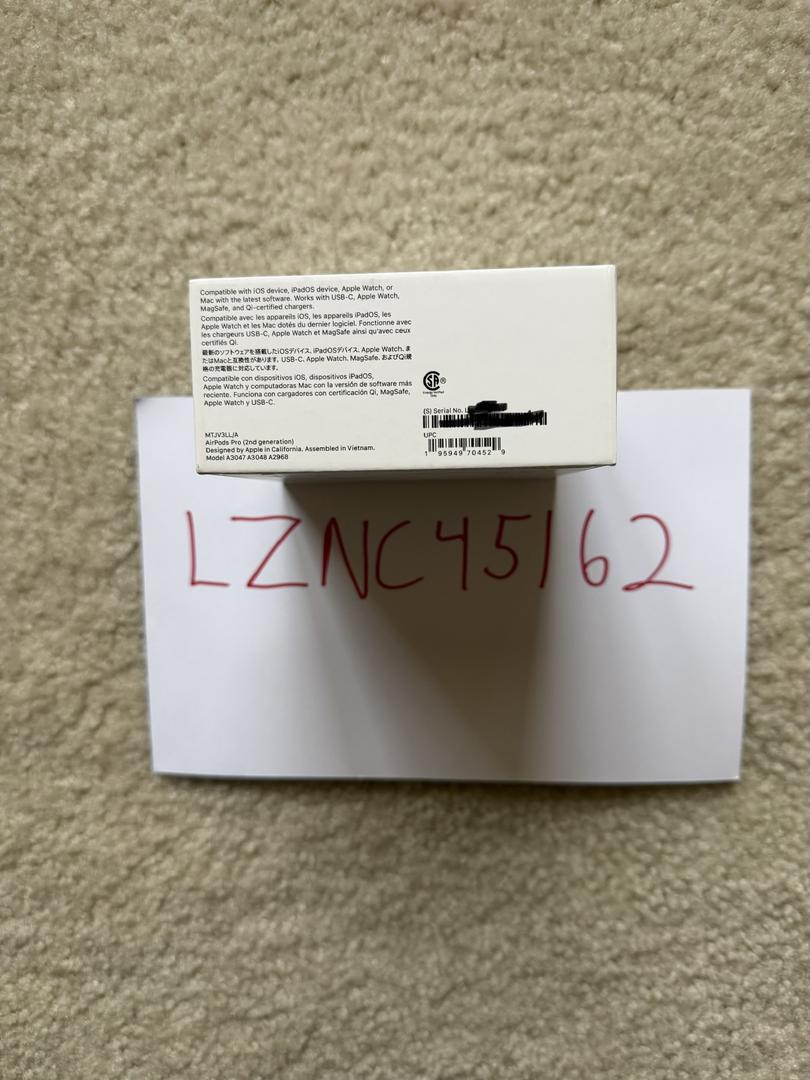 Compatible with iOS device, iPadOS device, Apple Watch, or
Mac with the latest software. Works with USB-C, Apple Watch,
MagSafe, and Qi-certified chargers.
Compatible avec les appareils iOS, les appareils iPadOS, les
Apple Watch et les Mac dotés du dernier logiciel. Fonctionne avec
les chargeurs USB-C, Apple Watch et MagSafe ainsi qu'avec ceux
certifiés Qi.
最新のソフトウェアを搭載したiOSデバイス、iPadOSデバイス、Apple Watch、ま
たはMacと互換性があります。USB-C、Apple Watch、MagSafe、およびQi規
格の充電器に対応しています。
Compatible con dispositivos iOS, dispositivos iPadOS,
Apple Watch y computadoras Mac con la versión de software más
reciente. Funciona con cargadores con certificación Qi, MagSafe,
Apple Watch y USB-C.
MTJV3LL/A
AirPods Pro (2nd generation)
Designed by Apple in California. Assembled in Vietnam.
Model A3047 A3048 A2968
SA ®
Energy Verified
(S) Serial No.
UPC
1 95949 70452 9
LZNC45162